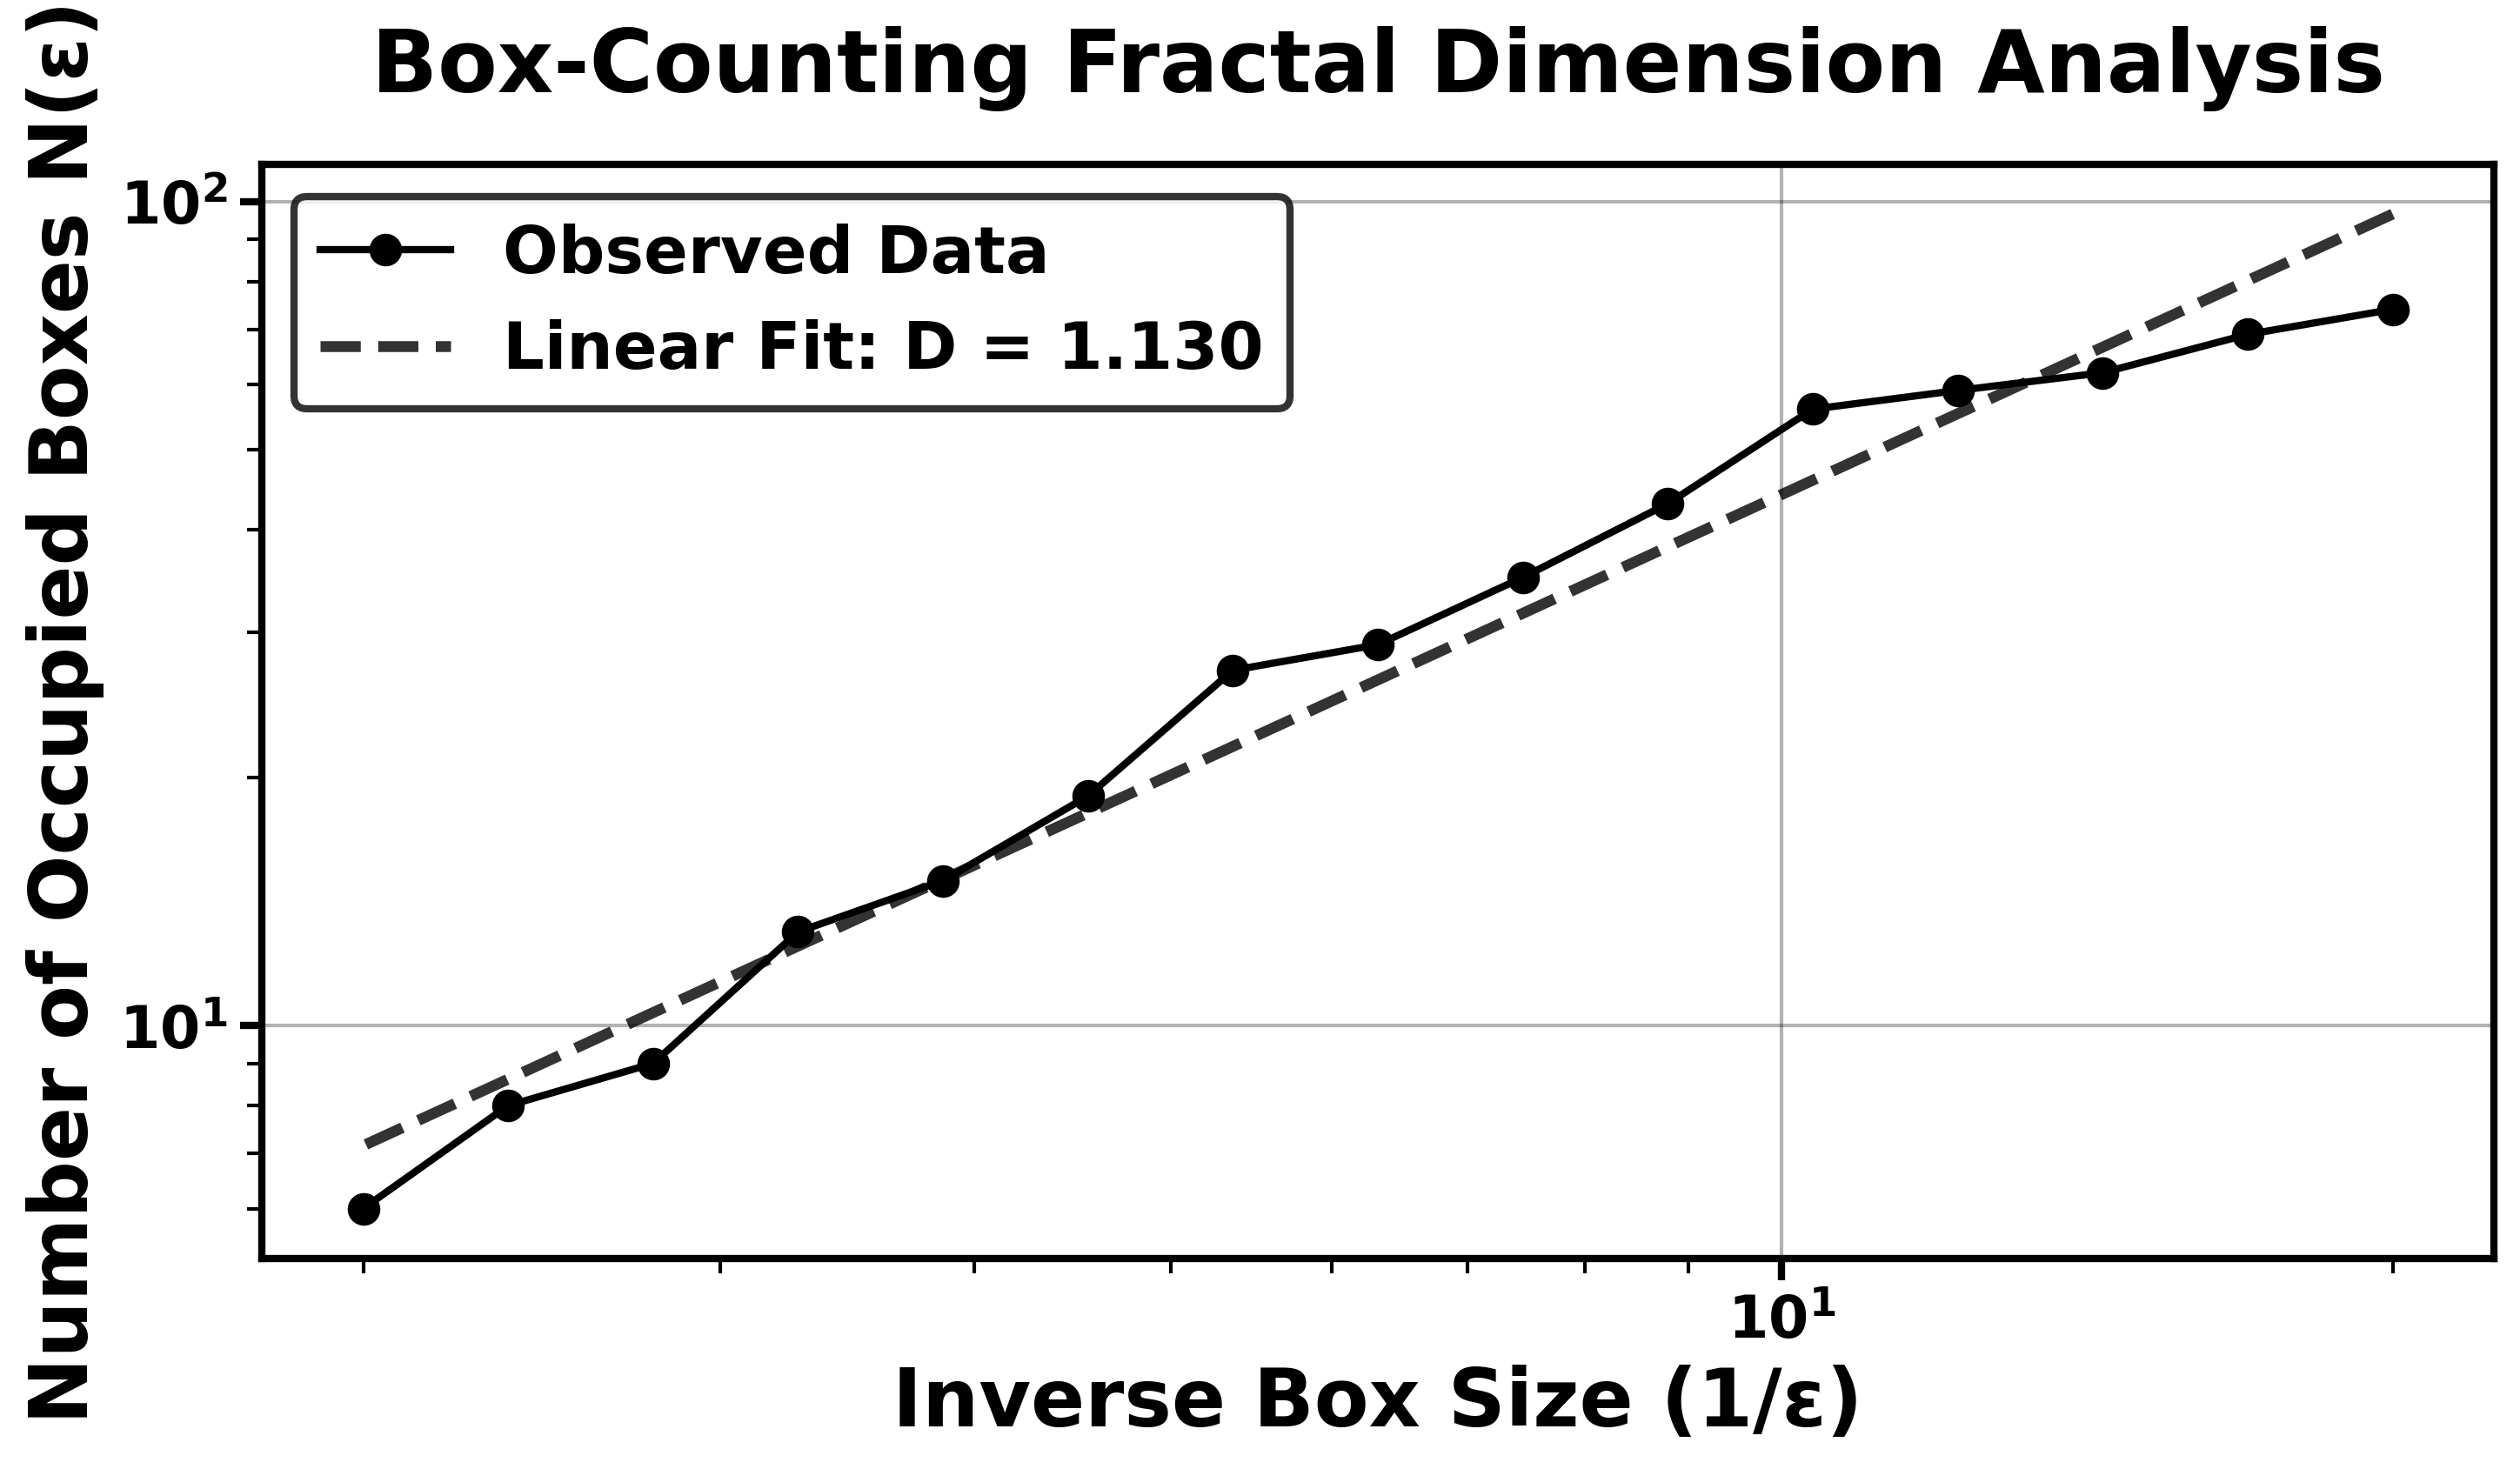 Box-Counting Fractal Dimension Analysis
Number of Occupied Boxes N(ε)
10²
Observed Data
Linear Fit: D = 1.130
10¹
10¹
Inverse Box Size (1/ε)